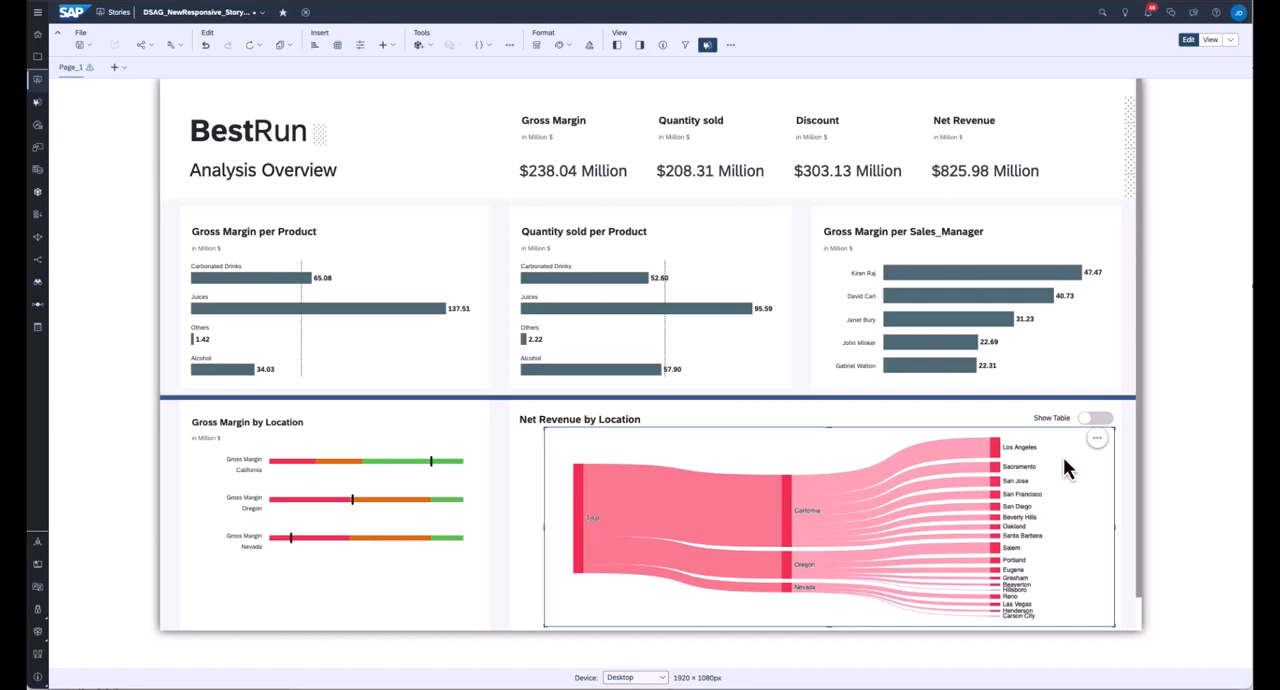 SAP Stories DSAG_NewResponsive_Story...
48
JD
File Edit Insert Tools Format View
Edit View
Page_1
BestRun
Analysis Overview
Gross Margin
in Million $
$238.04 Million
Quantity sold
in Million $
$208.31 Million
Discount
in Million $
$303.13 Million
Net Revenue
in Million $
$825.98 Million
Gross Margin per Product
in Million $
Carbonated Drinks
65.08
Juices
137.51
Others
1.42
Alcohol
34.03
Quantity sold per Product
in Million $
Carbonated Drinks
52.60
Juices
95.59
Others
2.22
Alcohol
57.90
Gross Margin per Sales_Manager
in Million $
Kiran Raj 47.47
David Carl 40.73
Janet Bury 31.23
John Minker 22.69
Gabriel Walton 22.31
Gross Margin by Location
in Million $
Gross Margin
California
Gross Margin
Oregon
Gross Margin
Nevada
Net Revenue by Location
Show Table
Total
California
Oregon
Nevada
Los Angeles
Sacramento
San Jose
San Francisco
San Diego
Beverly Hills
Oakland
Santa Barbara
Salem
Portland
Eugene
Gresham
Beaverton
Hillsboro
Reno
Las Vegas
Henderson
Carson City
Device: Desktop 1920 × 1080px